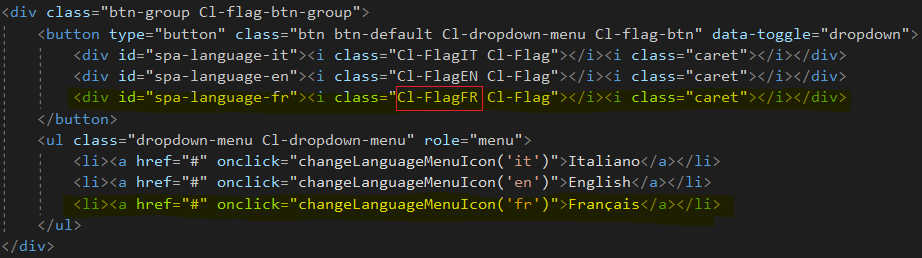 <div class="btn-group Cl-flag-btn-group">
<button type="button" class="btn btn-default Cl-dropdown-menu Cl-flag-btn" data-toggle="dropdown">
<div id="spa-language-it"><i class="Cl-FlagIT Cl-Flag"></i><i class="caret"></i></div>
<div id="spa-language-en"><i class="Cl-FlagEN Cl-Flag"></i><i class="caret"></i></div>
<div id="spa-language-fr"><i class="Cl-FlagFR Cl-Flag"></i><i class="caret"></i></div>
</button>
<ul class="dropdown-menu Cl-dropdown-menu" role="menu">
<li><a href="#" onclick="changeLanguageMenuIcon('it')">Italiano</a></li>
<li><a href="#" onclick="changeLanguageMenuIcon('en')">English</a></li>
<li><a href="#" onclick="changeLanguageMenuIcon('fr')">Français</a></li>
</ul>
</div>